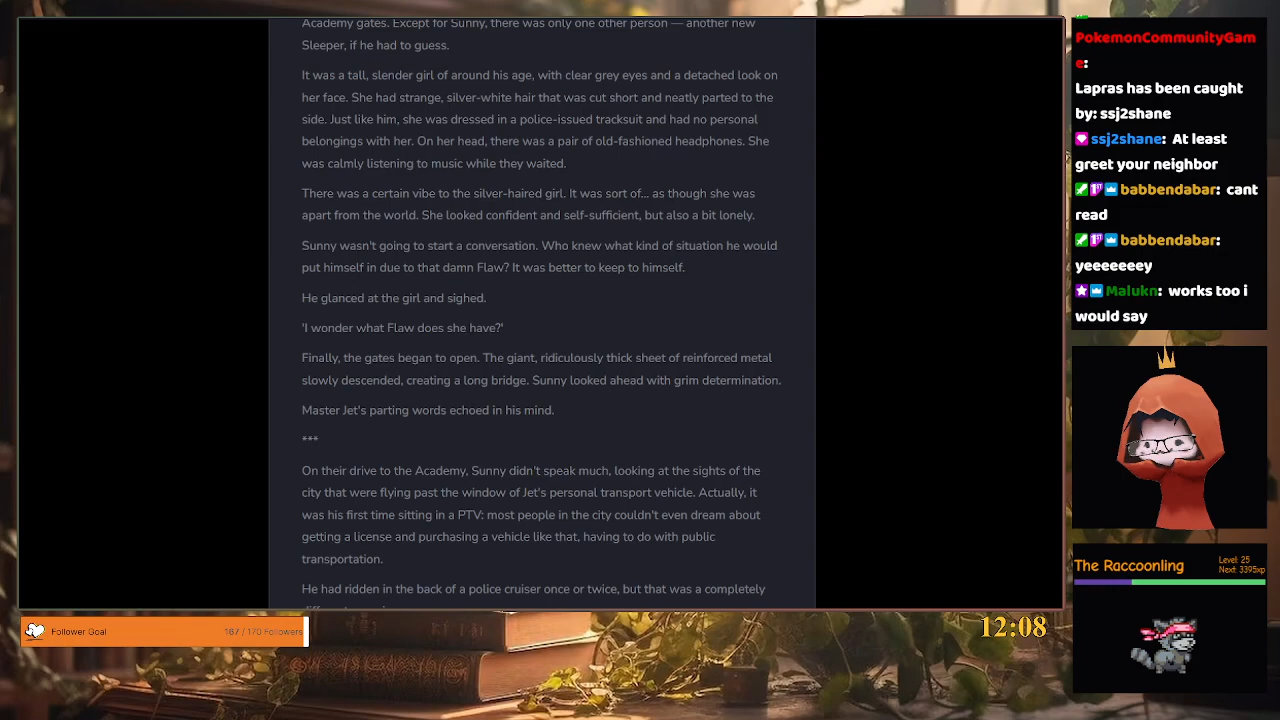 Academy gates. Except for Sunny, there was only one other person — another new
Sleeper, if he had to guess.
It was a tall, slender girl of around his age, with clear grey eyes and a detached look on
her face. She had strange, silver-white hair that was cut short and neatly parted to the
side. Just like him, she was dressed in a police-issued tracksuit and had no personal
belongings with her. On her head, there was a pair of old-fashioned headphones. She
was calmly listening to music while they waited.
There was a certain vibe to the silver-haired girl. It was sort of... as though she was
apart from the world. She looked confident and self-sufficient, but also a bit lonely.
Sunny wasn't going to start a conversation. Who knew what kind of situation he would
put himself in due to that damn Flaw? It was better to keep to himself.
He glanced at the girl and sighed.
'I wonder what Flaw does she have?'
Finally, the gates began to open. The giant, ridiculously thick sheet of reinforced metal
slowly descended, creating a long bridge. Sunny looked ahead with grim determination.
Master Jet's parting words echoed in his mind.
***
On their drive to the Academy, Sunny didn't speak much, looking at the sights of the
city that were flying past the window of Jet's personal transport vehicle. Actually, it
was his first time sitting in a PTV: most people in the city couldn't even dream about
getting a license and purchasing a vehicle like that, having to do with public
transportation.
He had ridden in the back of a police cruiser once or twice, but that was a completely
PokemonCommunityGam
e:
Lapras has been caught
by: ssj2shane
ssj2shane: At least
greet your neighbor
babbendabar: cant
read
babbendabar:
yeeeeeeey
Malukn: works too i
would say
The Raccoonling
Level: 25
Next: 3395xp
Follower Goal
167 / 170 Followers
12:08